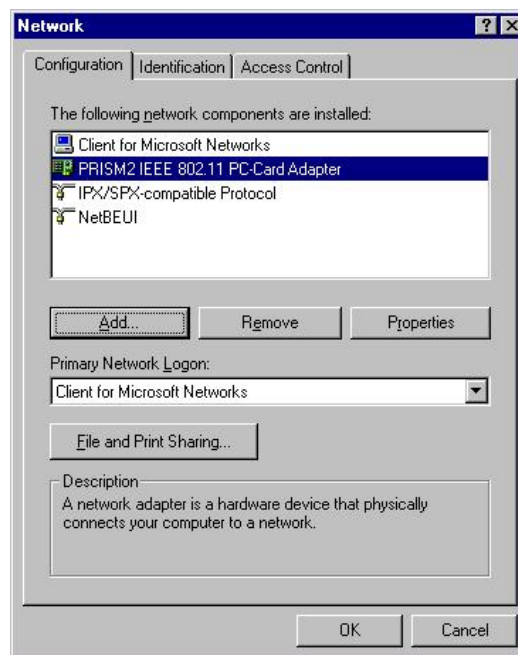 Network
Configuration Identification Access Control
The following network components are installed:
Client for Microsoft Networks
PRISM2 IEEE 802.11 PC-Card Adapter
IPX/SPX-compatible Protocol
NetBEUI
Add... Remove Properties
Primary Network Logon:
Client for Microsoft Networks
File and Print Sharing...
Description
A network adapter is a hardware device that physically
connects your computer to a network.
OK Cancel